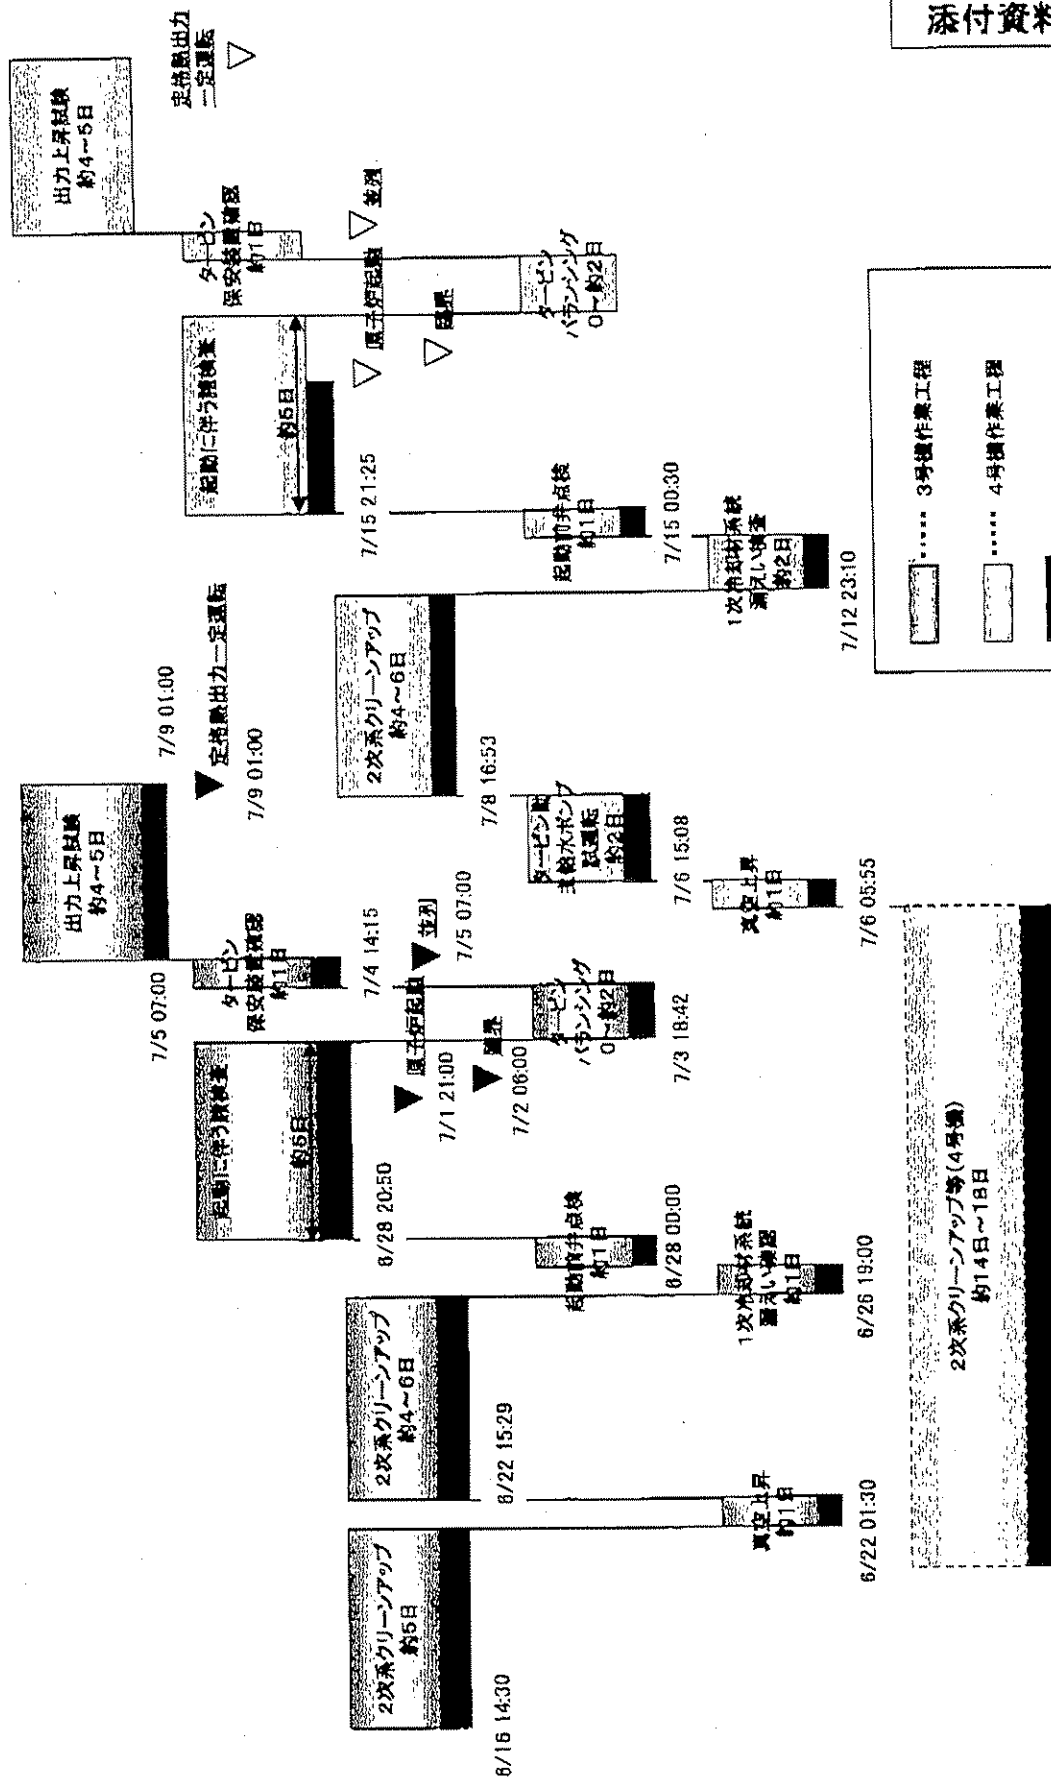 添付資料
2次系クリーンアップ
約5日
6/16 14:30
真空上昇
約1日
6/22 01:30
2次系クリーンアップ
約4~6日
6/22 15:29
1次冷却材系統
漏えい確認
約1日
6/26 19:00
起動前弁点検
約1日
6/28 00:00
起動に伴う諸検査
約5日
6/28 20:50
原子炉起動
7/1 21:00
臨界
7/2 06:00
タービン
バランシング
0~約2日
7/3 18:42
タービン
保安装置確認
約1日
7/4 14:15
並列
7/5 07:00
出力上昇試験
約4~5日
7/5 07:00
7/9 01:00
定格熱出力一定運転
7/9 01:00
2次系クリーンアップ等(4号機)
約14日~18日
真空上昇
約1日
7/6 05:55
タービン動
主給水ポンプ
試運転
約2日
7/6 15:08
2次系クリーンアップ
約4~6日
7/8 16:53
1次冷却材系統
漏えい検査
約2日
7/12 23:10
起動前弁点検
約1日
7/15 00:30
起動に伴う諸検査
約5日
7/15 21:25
原子炉起動
臨界
タービン
バランシング
0~約2日
タービン
保安装置確認
約1日
並列
出力上昇試験
約4~5日
定格熱出力
一定運転
3号機作業工程
4号機作業工程